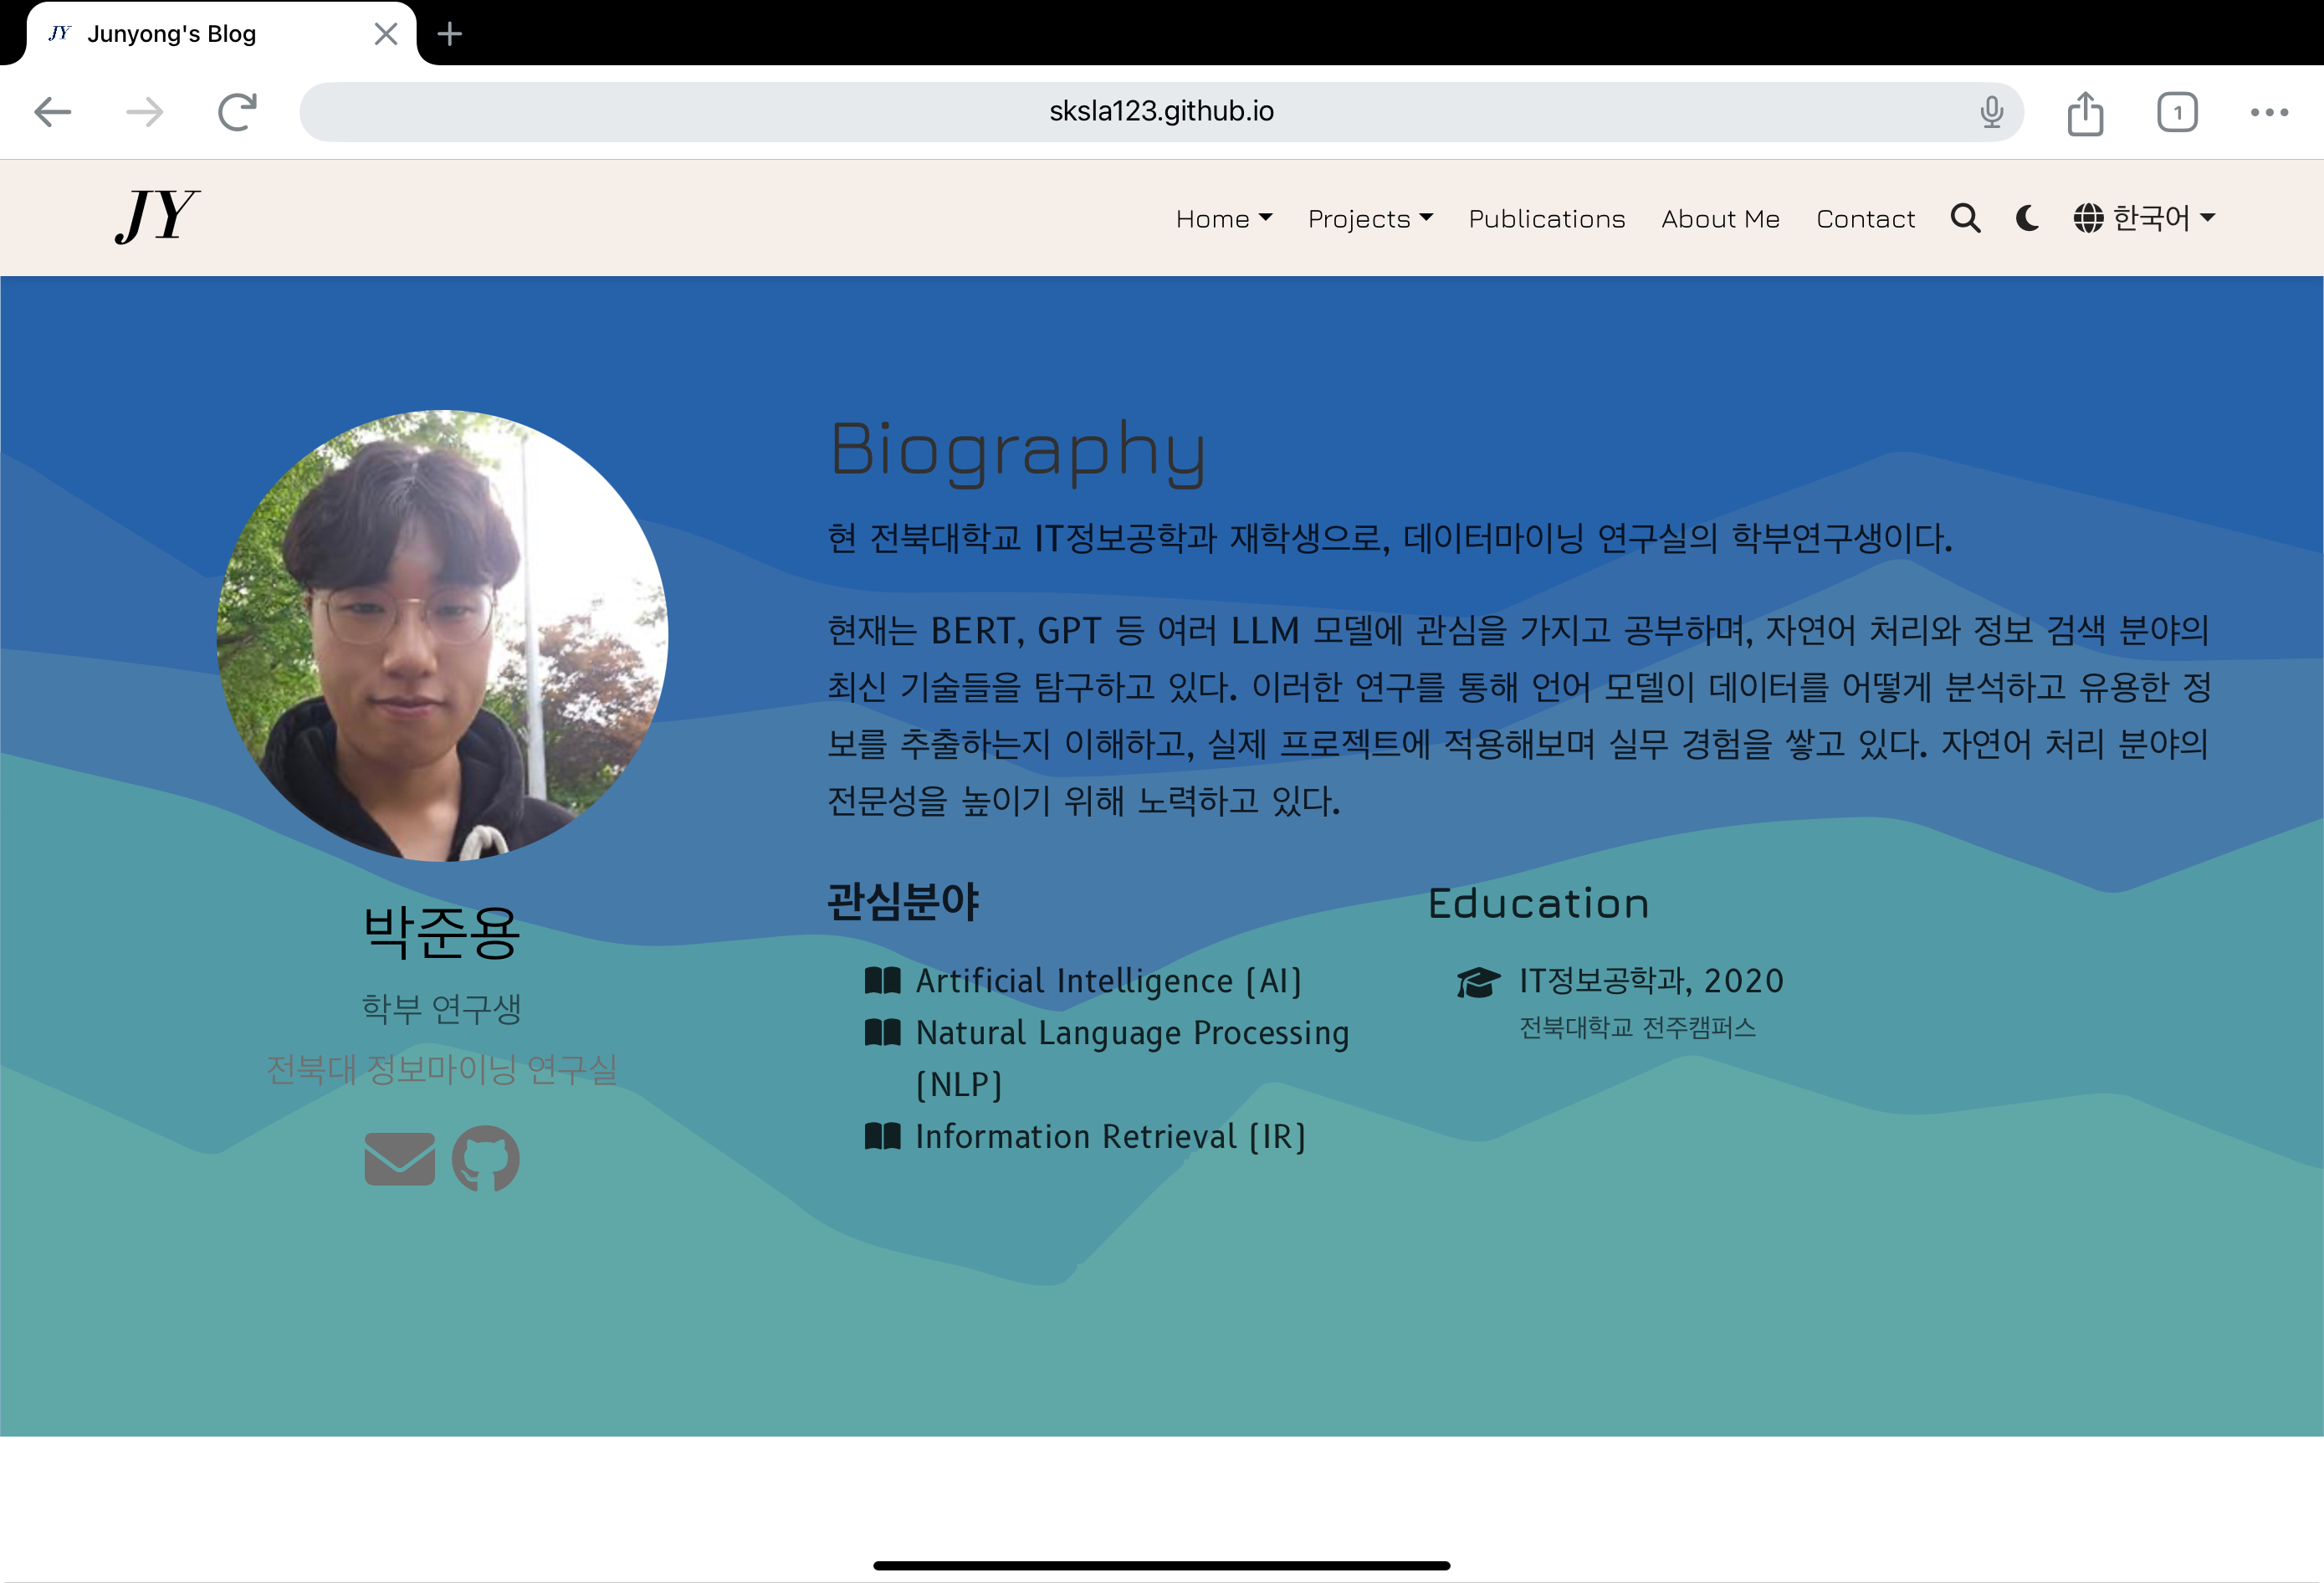 JY Junyong's Blog
sksla123.github.io
1
JY
Home Projects Publications About Me Contact 한국어
Biography
현 전북대학교 IT정보공학과 재학생으로, 데이터마이닝 연구실의 학부연구생이다.
현재는 BERT, GPT 등 여러 LLM 모델에 관심을 가지고 공부하며, 자연어 처리와 정보 검색 분야의
최신 기술들을 탐구하고 있다. 이러한 연구를 통해 언어 모델이 데이터를 어떻게 분석하고 유용한 정
보를 추출하는지 이해하고, 실제 프로젝트에 적용해보며 실무 경험을 쌓고 있다. 자연어 처리 분야의
전문성을 높이기 위해 노력하고 있다.
박준용
학부 연구생
전북대 정보마이닝 연구실
관심분야
Artificial Intelligence (AI)
Natural Language Processing
(NLP)
Information Retrieval (IR)
Education
IT정보공학과, 2020
전북대학교 전주캠퍼스